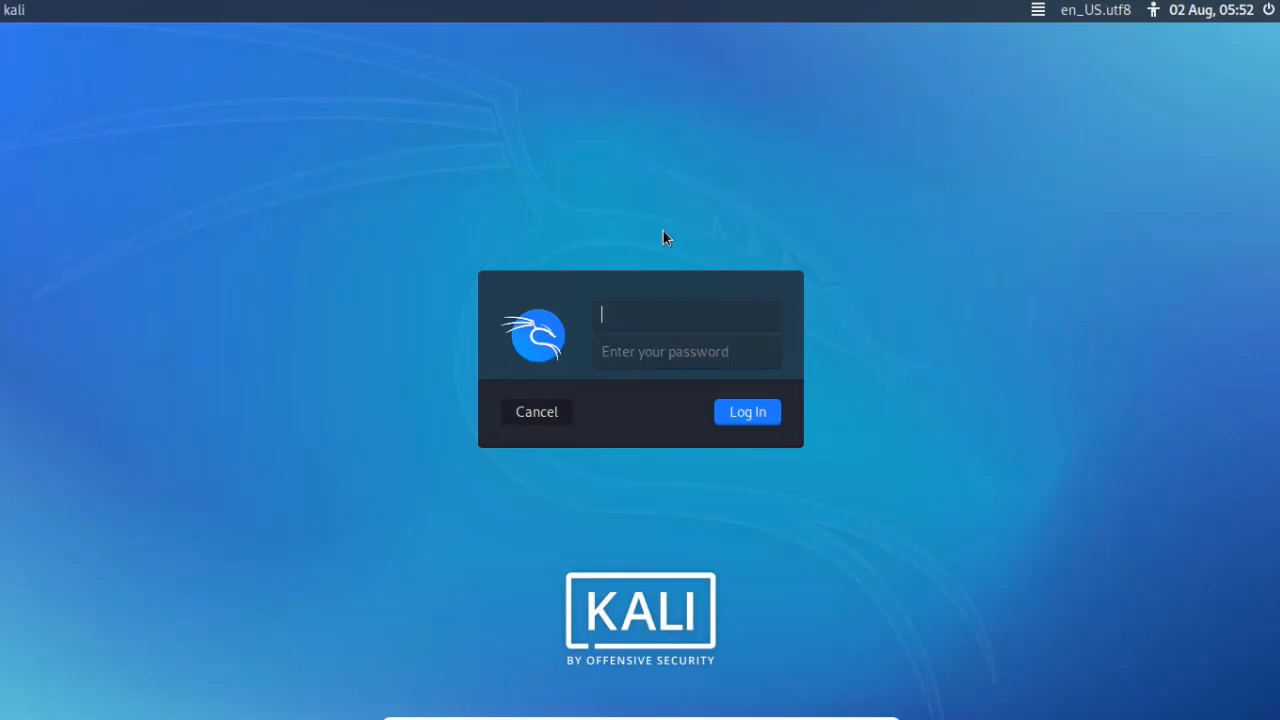 kali
en_US.utf8
02 Aug, 05:52
Enter your password
Cancel
Log In
KALI
BY OFFENSIVE SECURITY